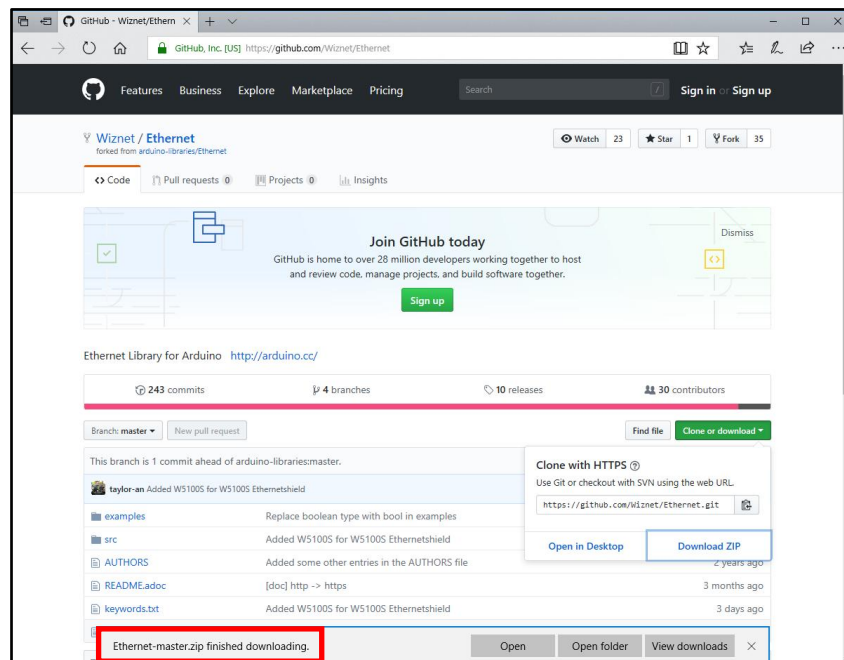 GitHub - Wiznet/Ethern
GitHub, Inc. [US] https://github.com/Wiznet/Ethernet
Features Business Explore Marketplace Pricing Search / Sign in or Sign up
Wiznet / Ethernet
forked from arduino-libraries/Ethernet
Watch 23 Star 1 Fork 35
Code Pull requests 0 Projects 0 Insights
Join GitHub today
Dismiss
GitHub is home to over 28 million developers working together to host
and review code, manage projects, and build software together.
Sign up
Ethernet Library for Arduino http://arduino.cc/
243 commits 4 branches 10 releases 30 contributors
Branch: master New pull request Find file Clone or download
This branch is 1 commit ahead of arduino-libraries:master.
taylor-an Added W5100S for W5100S Ethernetshield
Clone with HTTPS
Use Git or checkout with SVN using the web URL.
https://github.com/Wiznet/Ethernet.git
Open in Desktop Download ZIP
examples Replace boolean type with bool in examples
src Added W5100S for W5100S Ethernetshield
AUTHORS Added some other entries in the AUTHORS file 2 years ago
README.adoc [doc] http -> https 3 months ago
keywords.txt Added W5100S for W5100S Ethernetshield 3 days ago
Ethernet-master.zip finished downloading. Open Open folder View downloads